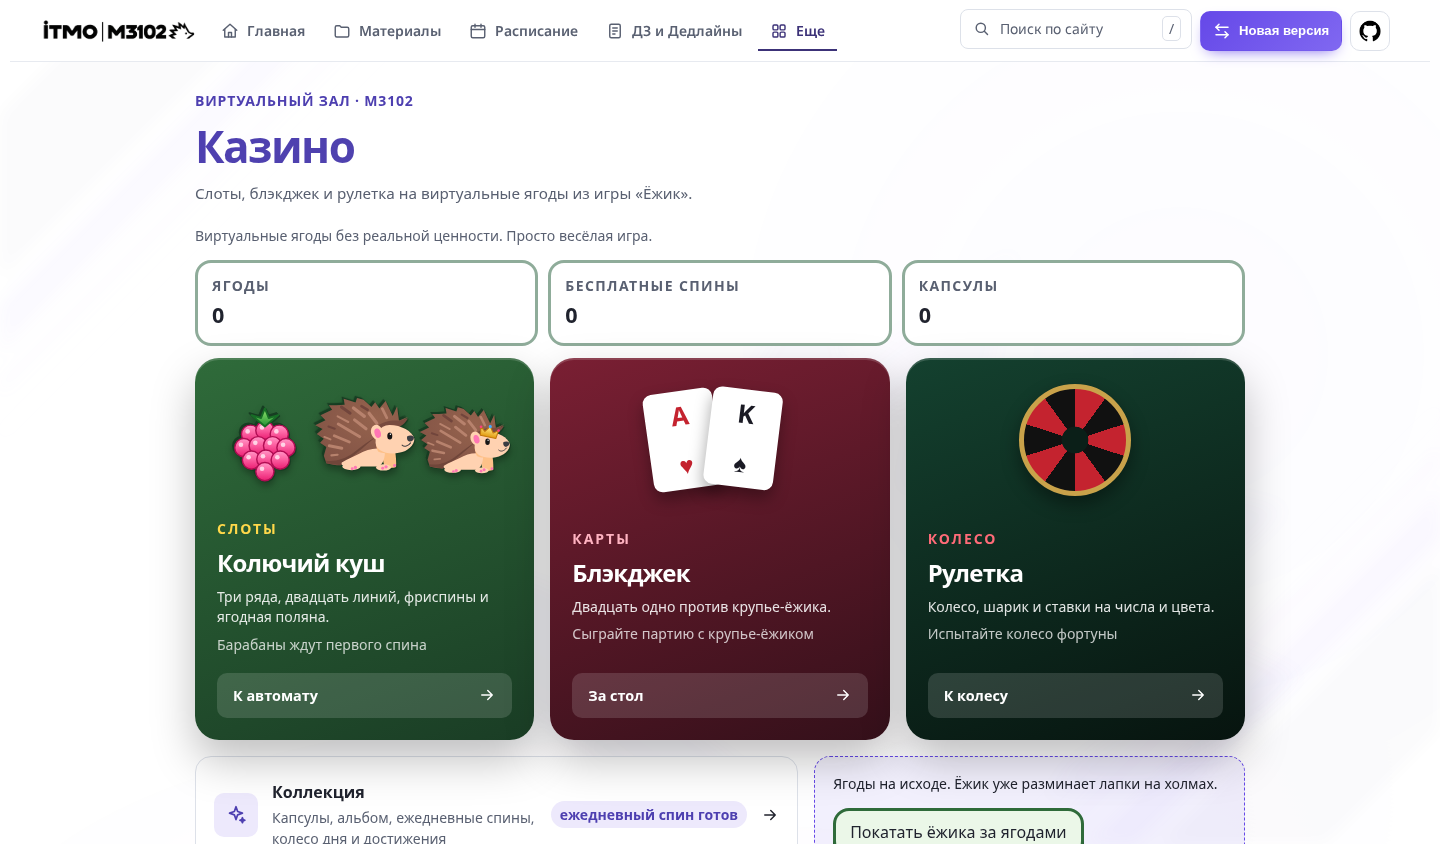 iTMO | M3102
Главная
Материалы
Расписание
ДЗ и Дедлайны
Еще
Поиск по сайту
/
Новая версия
ВИРТУАЛЬНЫЙ ЗАЛ · М3102
Казино
Слоты, блэкджек и рулетка на виртуальные ягоды из игры «Ёжик».
Виртуальные ягоды без реальной ценности. Просто весёлая игра.
ЯГОДЫ
0
БЕСПЛАТНЫЕ СПИНЫ
0
КАПСУЛЫ
0
СЛОТЫ
Колючий куш
Три ряда, двадцать линий, фриспины и
ягодная поляна.
Барабаны ждут первого спина
К автомату
A
♥
K
♠
КАРТЫ
Блэкджек
Двадцать одно против крупье-ёжика.
Сыграйте партию с крупье-ёжиком
За стол
КОЛЕСО
Рулетка
Колесо, шарик и ставки на числа и цвета.
Испытайте колесо фортуны
К колесу
Коллекция
Капсулы, альбом, ежедневные спины,
колесо дня и достижения
ежедневный спин готов
Ягоды на исходе. Ёжик уже разминает лапки на холмах.
Покатать ёжика за ягодами